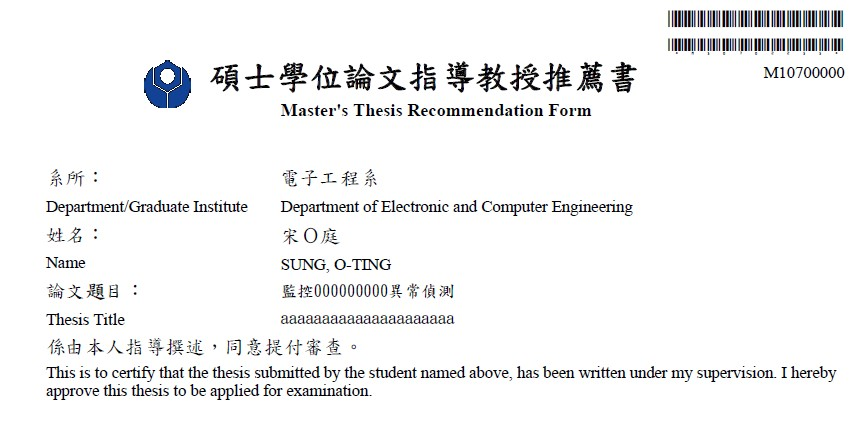 M10700000
碩士學位論文指導教授推薦書
Master's Thesis Recommendation Form
系所：
電子工程系
Department/Graduate Institute
Department of Electronic and Computer Engineering
姓名：
宋O庭
Name
SUNG, O-TING
論文題目：
監控000000000異常偵測
Thesis Title
aaaaaaaaaaaaaaaaaaaaa
係由本人指導撰述，同意提付審查。
This is to certify that the thesis submitted by the student named above, has been written under my supervision. I hereby
approve this thesis to be applied for examination.